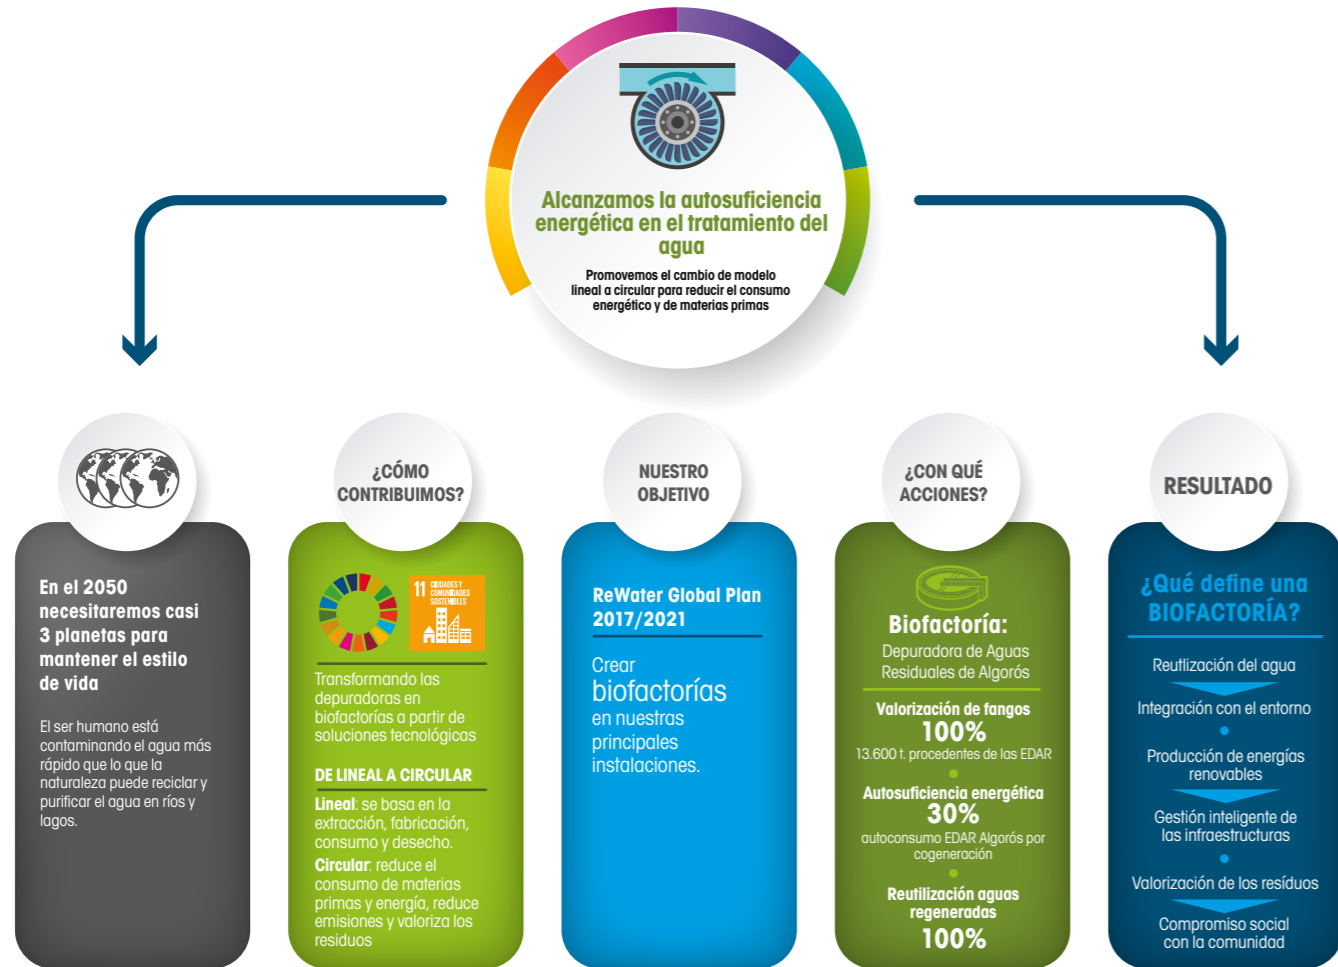 Alcanzamos la autosuficiencia
energética en el tratamiento del
agua
Promovemos el cambio de modelo
lineal a circular para reducir el consumo
energético y de materias primas
En el 2050
necesitaremos casi
3 planetas para
mantener el estilo
de vida
El ser humano está
contaminando el agua más
rápido que lo que la
naturaleza puede reciclar y
purificar el agua en ríos y
lagos.
¿CÓMO
CONTRIBUIMOS?
11 CIUDADES Y
COMUNIDADES
SOSTENIBLES
Transformando las
depuradoras en
biofactorías a partir de
soluciones tecnológicas
DE LINEAL A CIRCULAR
Lineal: se basa en la
extracción, fabricación,
consumo y desecho.
Circular: reduce el
consumo de materias
primas y energía, reduce
emisiones y valoriza los
residuos
NUESTRO
OBJETIVO
ReWater Global Plan
2017/2021
Crear
biofactorías
en nuestras
principales
instalaciones.
¿CON QUÉ
ACCIONES?
Biofactoría:
Depuradora de Aguas
Residuales de Algorós
Valorización de fangos
100%
13.600 t. procedentes de las EDAR
Autosuficiencia energética
30%
autoconsumo EDAR Algorós por
cogeneración
Reutilización aguas
regeneradas
100%
RESULTADO
¿Qué define una
BIOFACTORÍA?
Reutlización del agua
Integración con el entorno
Producción de energías
renovables
Gestión inteligente de
las infraestructuras
Valorización de los resíduos
Compromiso social
con la comunidad